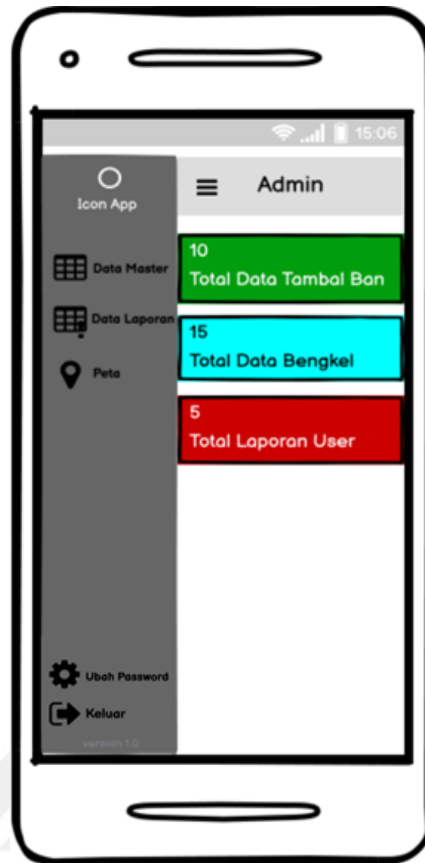 15:06
Icon App
Admin
Data Master
Data Laporan
Peta
10
Total Data Tambal Ban
15
Total Data Bengkel
5
Total Laporan User
Ubah Password
Keluar
version 1.0